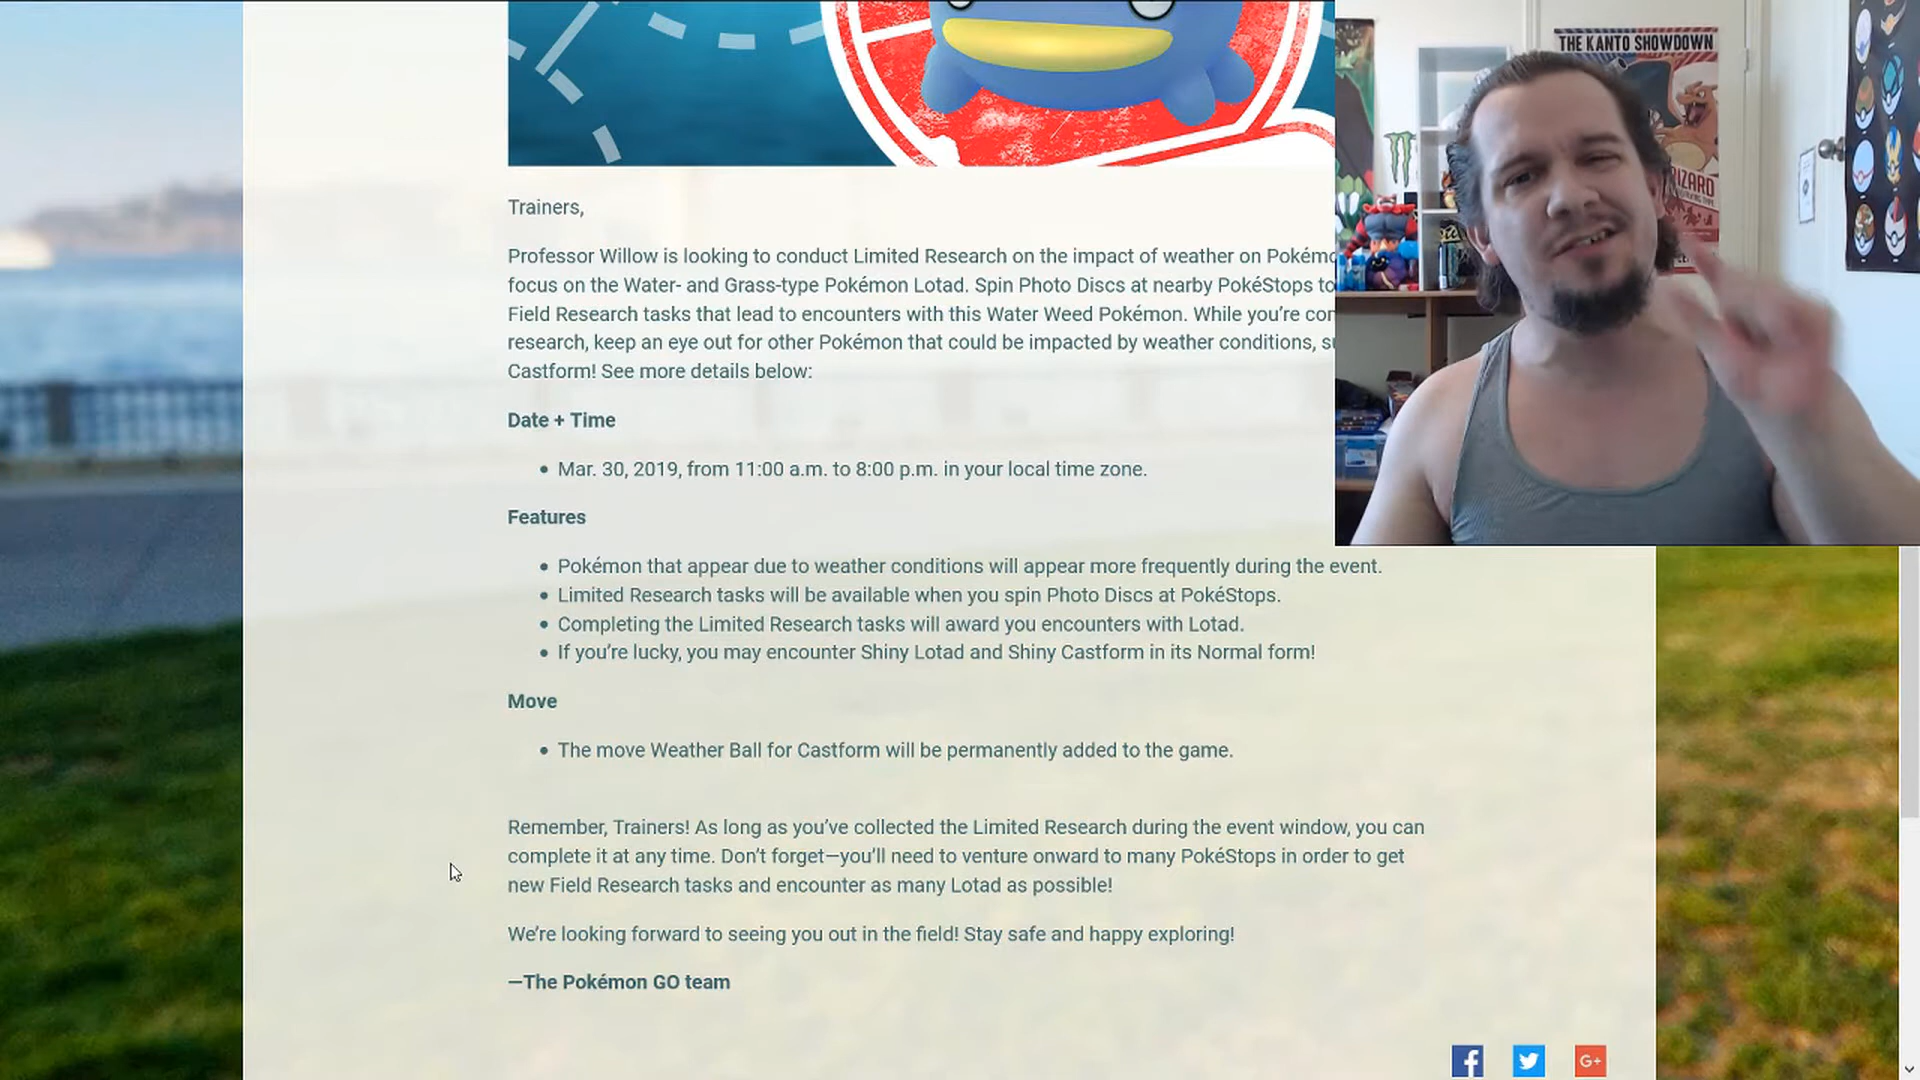 THE KANTO SHOWDOWN
Trainers,
Professor Willow is looking to conduct Limited Research on the impact of weather on
focus on the Water- and Grass-type Pokémon Lotad. Spin Photo Discs at nearby PokéStops to
Field Research tasks that lead to encounters with this Water Weed Pokémon. While you're
research, keep an eye out for other Pokémon that could be impacted by weather conditions,
Castform! See more details below:
Date + Time
• Mar. 30, 2019, from 11:00 a.m. to 8:00 p.m. in your local time zone.
Features
• Pokémon that appear due to weather conditions will appear more frequently during the event.
• Limited Research tasks will be available when you spin Photo Discs at PokéStops.
• Completing the Limited Research tasks will award you encounters with Lotad.
• If you're lucky, you may encounter Shiny Lotad and Shiny Castform in its Normal form!
Move
• The move Weather Ball for Castform will be permanently added to the game.
Remember, Trainers! As long as you've collected the Limited Research during the event window, you can
complete it at any time. Don't forget—you'll need to venture onward to many PokéStops in order to get
new Field Research tasks and encounter as many Lotad as possible!
We're looking forward to seeing you out in the field! Stay safe and happy exploring!
—The Pokémon GO team
G+